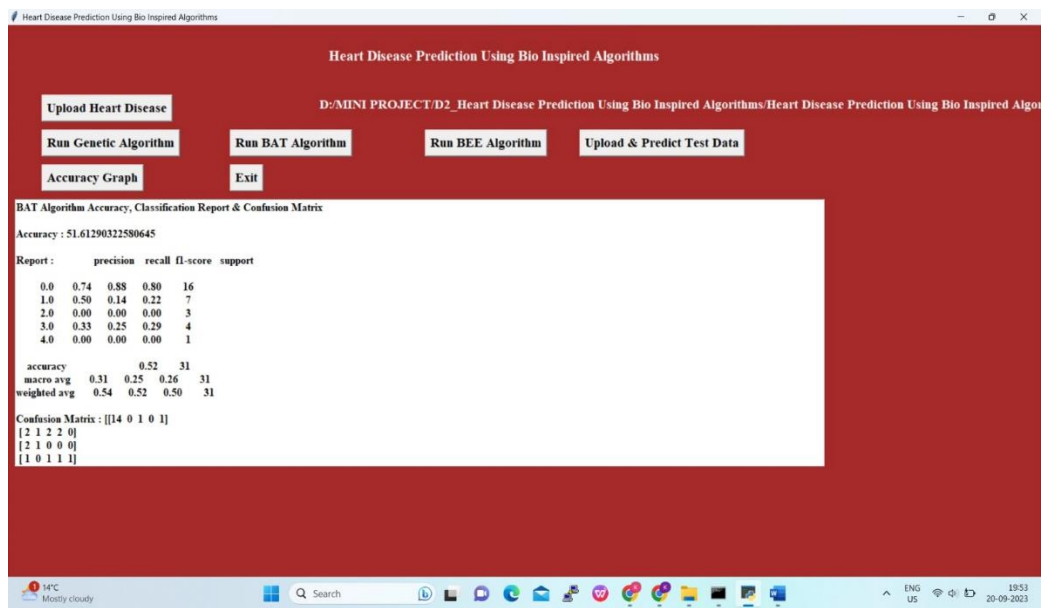 Heart Disease Prediction Using Bio Inspired Algorithms
Heart Disease Prediction Using Bio Inspired Algorithms
Upload Heart Disease
D:/MINI PROJECT/D2_Heart Disease Prediction Using Bio Inspired Algorithms/Heart Disease Prediction Using Bio Inspired Algor
Run Genetic Algorithm Run BAT Algorithm Run BEE Algorithm Upload & Predict Test Data
Accuracy Graph Exit
BAT Algorithm Accuracy, Classification Report & Confusion Matrix
Accuracy : 51.61290322580645
Report : precision recall f1-score support
0.0 0.74 0.88 0.80 16
1.0 0.50 0.14 0.22 7
2.0 0.00 0.00 0.00 3
3.0 0.33 0.25 0.29 4
4.0 0.00 0.00 0.00 1
accuracy 0.52 31
macro avg 0.31 0.25 0.26 31
weighted avg 0.54 0.52 0.50 31
Confusion Matrix : [[14 0 1 0 1]
[ 2 1 2 2 0]
[ 2 1 0 0 0]
[ 1 0 1 1 1]
1 14°C Search ENG 19:53
Mostly cloudy US 20-09-2023